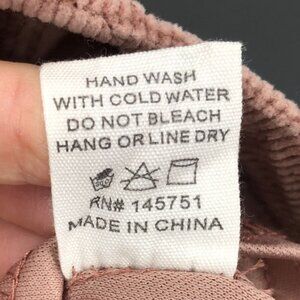 HAND WASH
WITH COLD WATER
DO NOT BLEACH
HANG OR LINE DRY
RN# 145751
MADE IN CHINA